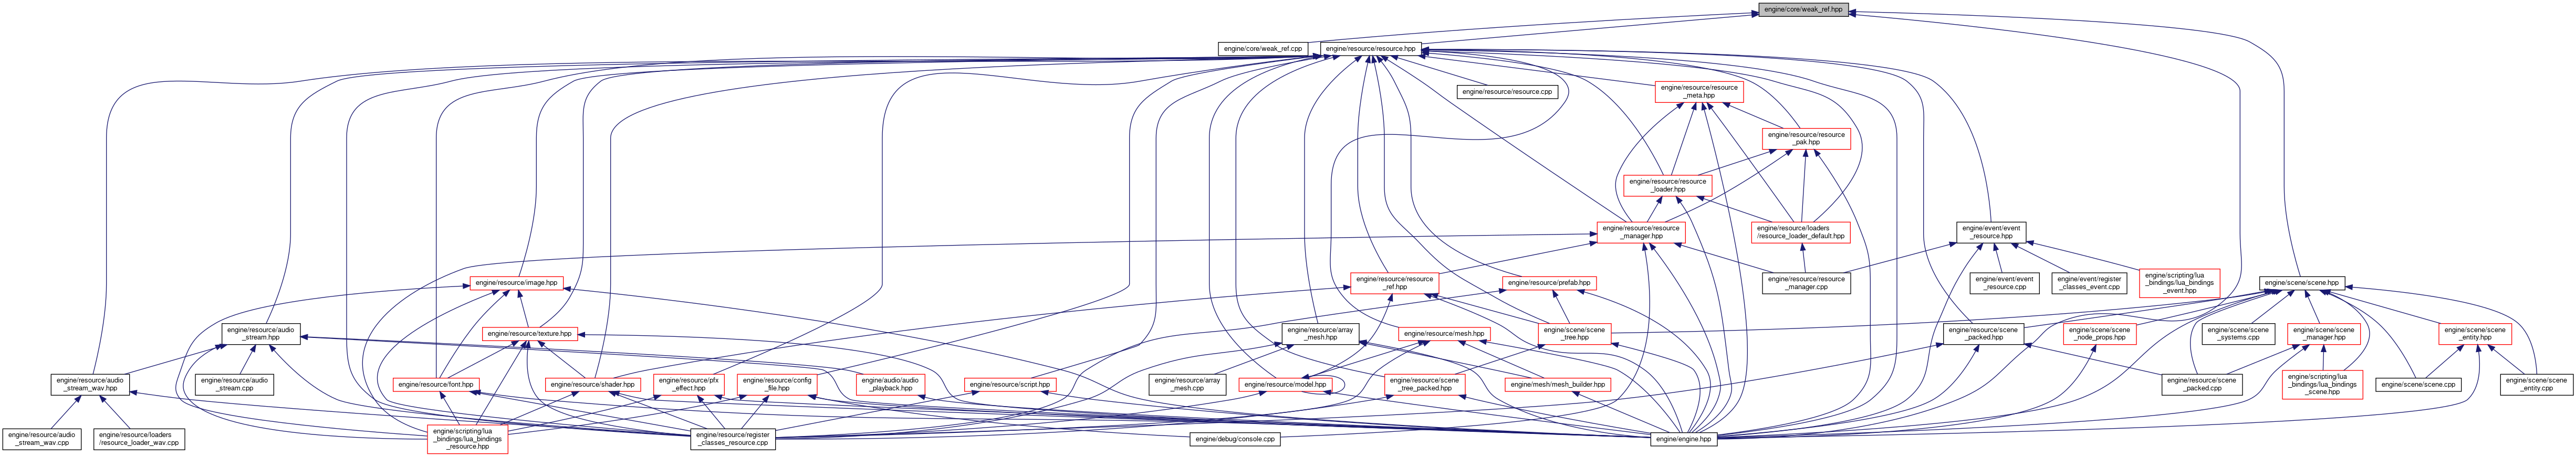 engine/core/weak_ref.hpp
engine/core/weak_ref.cpp
engine/resource/resource.hpp
engine/resource/resource.cpp
engine/resource/resource
_meta.hpp
engine/resource/resource
_pak.hpp
engine/resource/resource
_loader.hpp
engine/resource/resource
_manager.hpp
engine/resource/loaders
/resource_loader_default.hpp
engine/event/event
_resource.hpp
engine/resource/image.hpp
engine/resource/resource
_ref.hpp
engine/resource/prefab.hpp
engine/resource/resource
_manager.cpp
engine/event/event
_resource.cpp
engine/event/register
_classes_event.cpp
engine/scripting/lua
_bindings/lua_bindings
_event.hpp
engine/scene/scene.hpp
engine/resource/audio
_stream.hpp
engine/resource/texture.hpp
engine/resource/array
_mesh.hpp
engine/resource/mesh.hpp
engine/scene/scene
_tree.hpp
engine/resource/scene
_packed.hpp
engine/scene/scene
_node_props.hpp
engine/scene/scene
_systems.cpp
engine/scene/scene
_manager.hpp
engine/scene/scene
_entity.hpp
engine/resource/audio
_stream_wav.hpp
engine/resource/audio
_stream.cpp
engine/resource/font.hpp
engine/resource/shader.hpp
engine/resource/pfx
_effect.hpp
engine/resource/config
_file.hpp
engine/audio/audio
_playback.hpp
engine/resource/script.hpp
engine/resource/array
_mesh.cpp
engine/resource/model.hpp
engine/resource/scene
_tree_packed.hpp
engine/mesh/mesh_builder.hpp
engine/resource/scene
_packed.cpp
engine/scripting/lua
_bindings/lua_bindings
_scene.hpp
engine/scene/scene.cpp
engine/scene/scene
_entity.cpp
engine/resource/audio
_stream_wav.cpp
engine/resource/loaders
/resource_loader_wav.cpp
engine/scripting/lua
_bindings/lua_bindings
_resource.hpp
engine/resource/register
_classes_resource.cpp
engine/debug/console.cpp
engine/engine.hpp